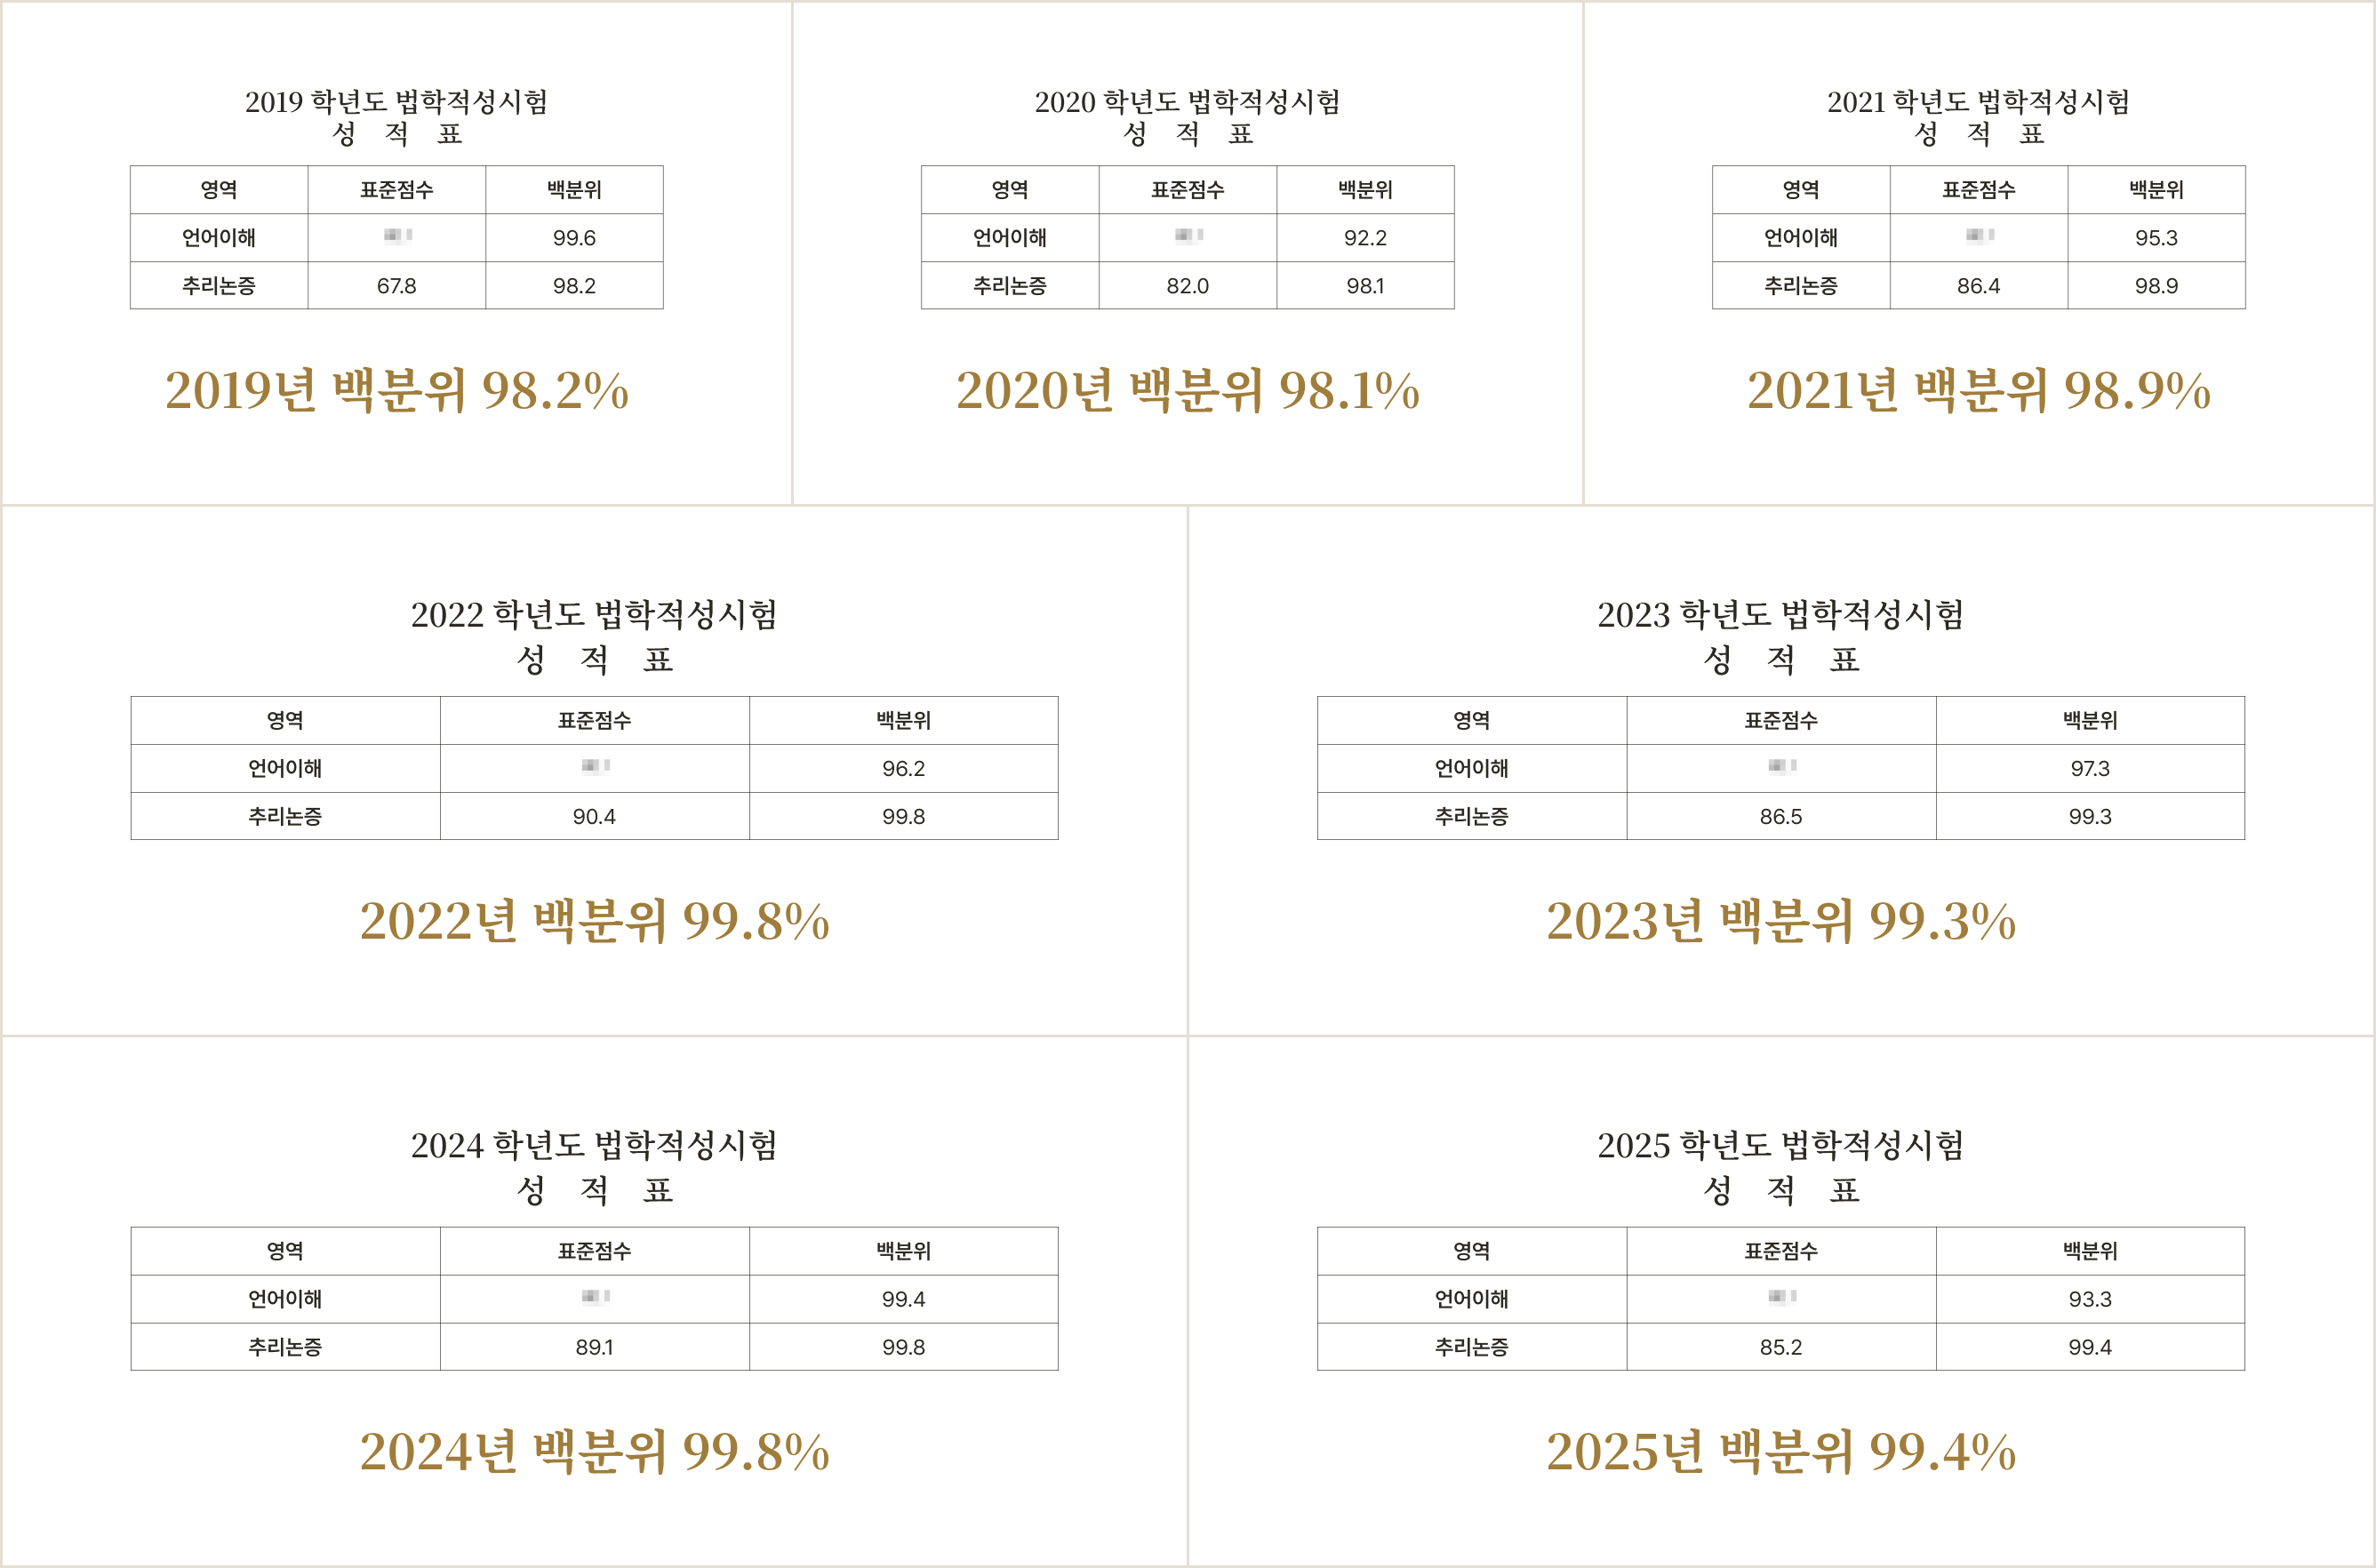 2019 학년도 법학적성시험
성 적 표
영역 표준점수 백분위
언어이해 99.6
추리논증 67.8 98.2
2019년 백분위 98.2%
2020 학년도 법학적성시험
성 적 표
영역 표준점수 백분위
언어이해 92.2
추리논증 82.0 98.1
2020년 백분위 98.1%
2021 학년도 법학적성시험
성 적 표
영역 표준점수 백분위
언어이해 95.3
추리논증 86.4 98.9
2021년 백분위 98.9%
2022 학년도 법학적성시험
성 적 표
영역 표준점수 백분위
언어이해 96.2
추리논증 90.4 99.8
2022년 백분위 99.8%
2023 학년도 법학적성시험
성 적 표
영역 표준점수 백분위
언어이해 97.3
추리논증 86.5 99.3
2023년 백분위 99.3%
2024 학년도 법학적성시험
성 적 표
영역 표준점수 백분위
언어이해 99.4
추리논증 89.1 99.8
2024년 백분위 99.8%
2025 학년도 법학적성시험
성 적 표
영역 표준점수 백분위
언어이해 93.3
추리논증 85.2 99.4
2025년 백분위 99.4%